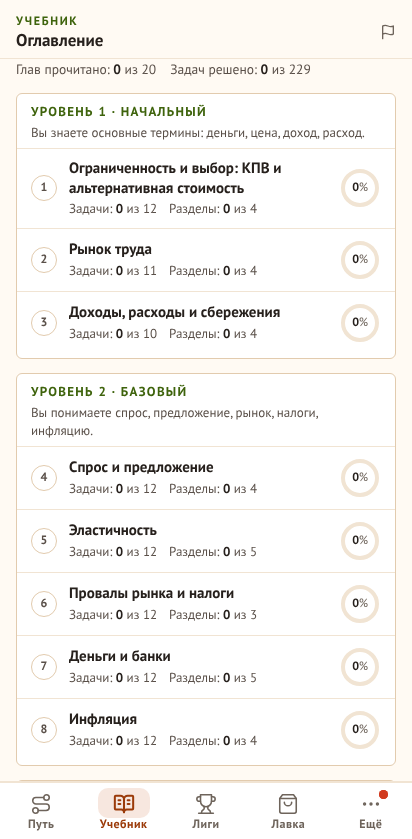 УЧЕБНИК
Оглавление
Глав прочитано: 0 из 20 Задач решено: 0 из 229
УРОВЕНЬ 1 · НАЧАЛЬНЫЙ
Вы знаете основные термины: деньги, цена, доход, расход.
1
Ограниченность и выбор: КПВ и
альтернативная стоимость
Задачи: 0 из 12 Разделы: 0 из 4
0%
2
Рынок труда
Задачи: 0 из 11 Разделы: 0 из 4
0%
3
Доходы, расходы и сбережения
Задачи: 0 из 10 Разделы: 0 из 4
0%
УРОВЕНЬ 2 · БАЗОВЫЙ
Вы понимаете спрос, предложение, рынок, налоги,
инфляцию.
4
Спрос и предложение
Задачи: 0 из 12 Разделы: 0 из 4
0%
5
Эластичность
Задачи: 0 из 12 Разделы: 0 из 5
0%
6
Провалы рынка и налоги
Задачи: 0 из 12 Разделы: 0 из 3
0%
7
Деньги и банки
Задачи: 0 из 12 Разделы: 0 из 5
0%
8
Инфляция
Задачи: 0 из 12 Разделы: 0 из 4
0%
Путь Учебник Лиги Лавка Ещё